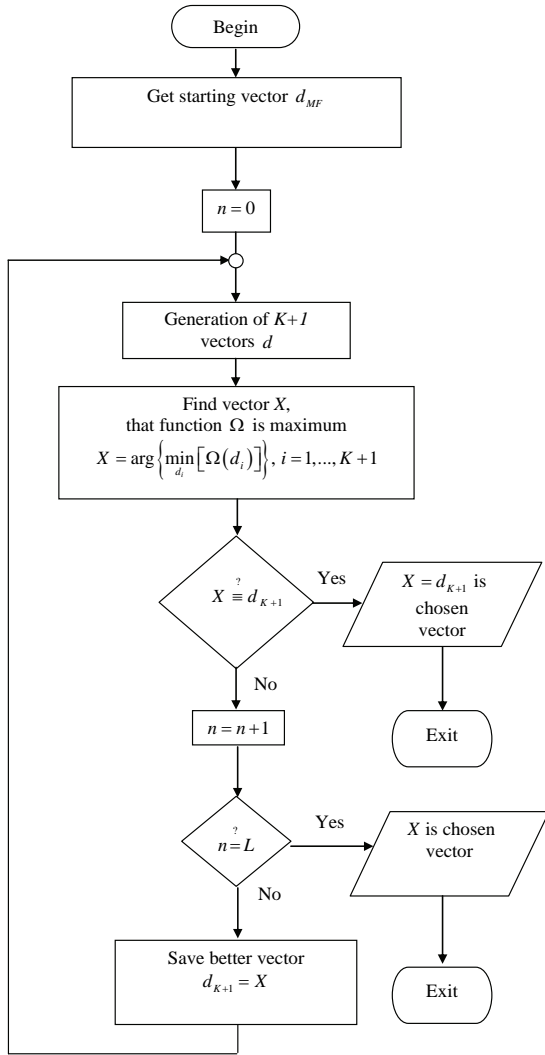 Begin
Get starting vector d_{MF}
n = 0
Generation of K+1
vectors d
Find vector X,
that function Ω is maximum
X = arg{min_{d_i}[Ω(d_i)]}, i = 1,..., K + 1
X ≡^{?} d_{K+1}
Yes
X = d_{K+1} is
chosen
vector
Exit
No
n = n + 1
n =^{?} L
Yes
X is chosen
vector
Exit
No
Save better vector
d_{K+1} = X